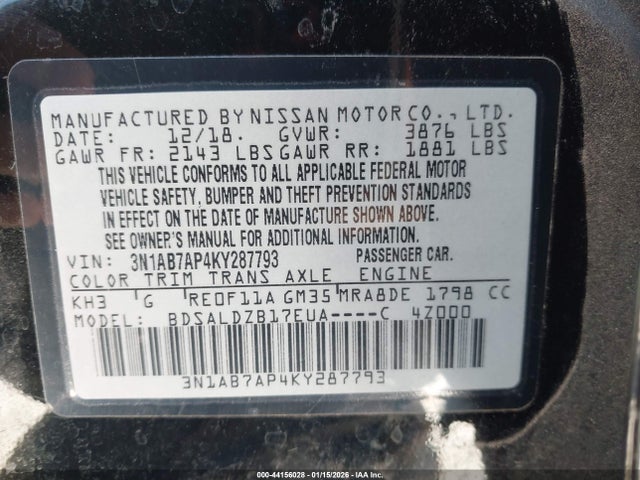 MANUFACTURED BY NISSAN MOTOR CO., LTD.
DATE: 12/18. GVWR: 3876 LBS
GAWR FR: 2143 LBS GAWR RR: 1881 LBS
THIS VEHICLE CONFORMS TO ALL APPLICABLE FEDERAL MOTOR
VEHICLE SAFETY, BUMPER AND THEFT PREVENTION STANDARDS
IN EFFECT ON THE DATE OF MANUFACTURE SHOWN ABOVE.
SEE OWNER'S MANUAL FOR ADDITIONAL INFORMATION.
VIN: 3N1AB7AP4KY287793 PASSENGER CAR.
COLOR TRIM TRANS AXLE ENGINE
KH3 G RE0F11A GM35 MRA8DE 1798 CC
MODEL: BDSALDZB17EUA----C 4Z000
3N1AB7AP4KY287793
000-44156028 - 01/15/2026 - IAA Corp.